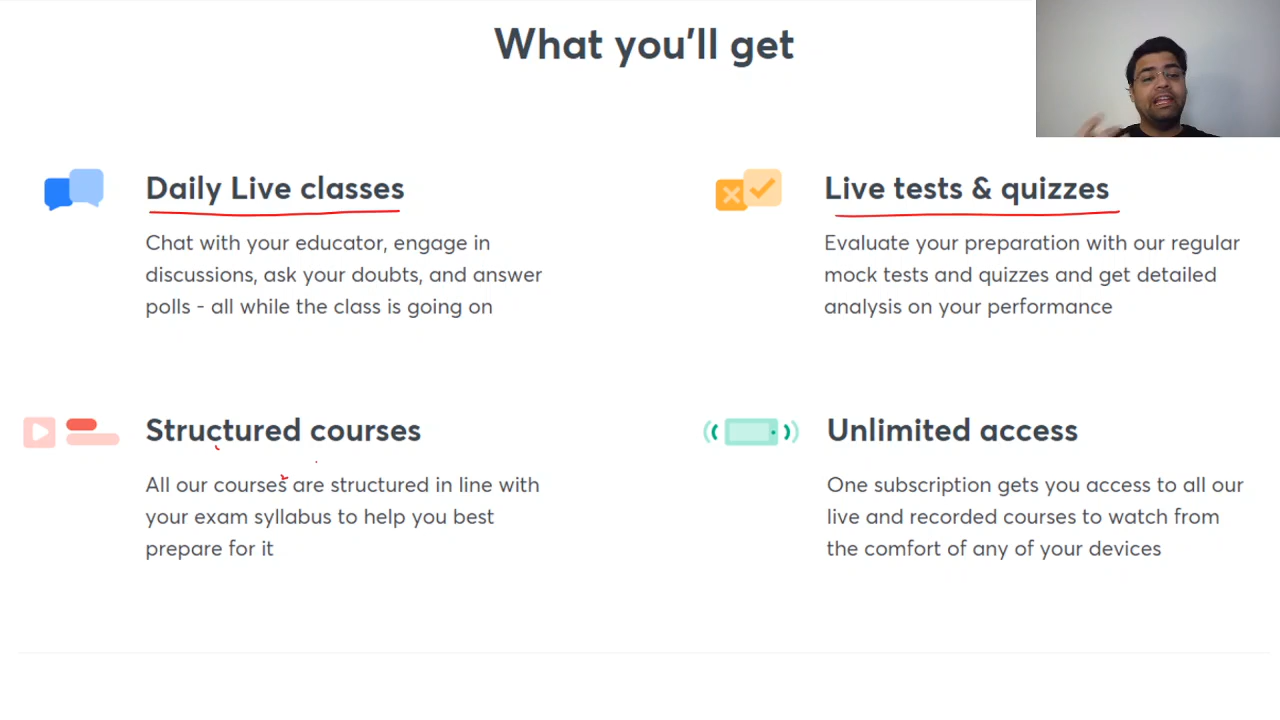 What you'll get
Daily Live classes
Chat with your educator, engage in
discussions, ask your doubts, and answer
polls - all while the class is going on
Live tests & quizzes
Evaluate your preparation with our regular
mock tests and quizzes and get detailed
analysis on your performance
Structured courses
All our courses are structured in line with
your exam syllabus to help you best
prepare for it
Unlimited access
One subscription gets you access to all our
live and recorded courses to watch from
the comfort of any of your devices